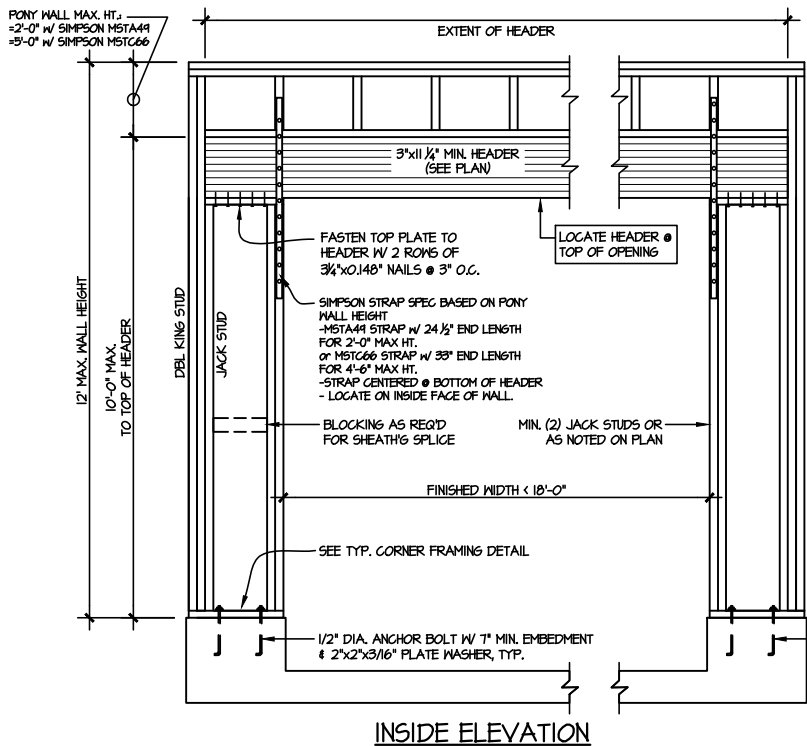 PONY WALL MAX. HT.:
=2'-0" W/ SIMPSON MSTA49
=5'-0" W/ SIMPSON MSTC66
EXTENT OF HEADER
3"x11 1/4" MIN. HEADER
(SEE PLAN)
FASTEN TOP PLATE TO
HEADER W/ 2 ROWS OF
3/4"x0.148" NAILS @ 3" O.C.
LOCATE HEADER @
TOP OF OPENING
SIMPSON STRAP SPEC BASED ON PONY
WALL HEIGHT
-MSTA49 STRAP W/ 24 1/2" END LENGTH
FOR 2'-0" MAX HT.
or MSTC66 STRAP W/ 33" END LENGTH
FOR 4'-6" MAX HT.
-STRAP CENTERED @ BOTTOM OF HEADER
- LOCATE ON INSIDE FACE OF WALL.
12' MAX. WALL HEIGHT
10'-0" MAX.
TO TOP OF HEADER
DBL KING STUD
JACK STUD
BLOCKING AS REQ'D
FOR SHEATH'G SPLICE
MIN. (2) JACK STUDS OR
AS NOTED ON PLAN
FINISHED WIDTH < 18'-0"
SEE TYP. CORNER FRAMING DETAIL
1/2" DIA. ANCHOR BOLT W/ 7" MIN. EMBEDMENT
& 2"x2"x3/16" PLATE WASHER, TYP.
INSIDE ELEVATION